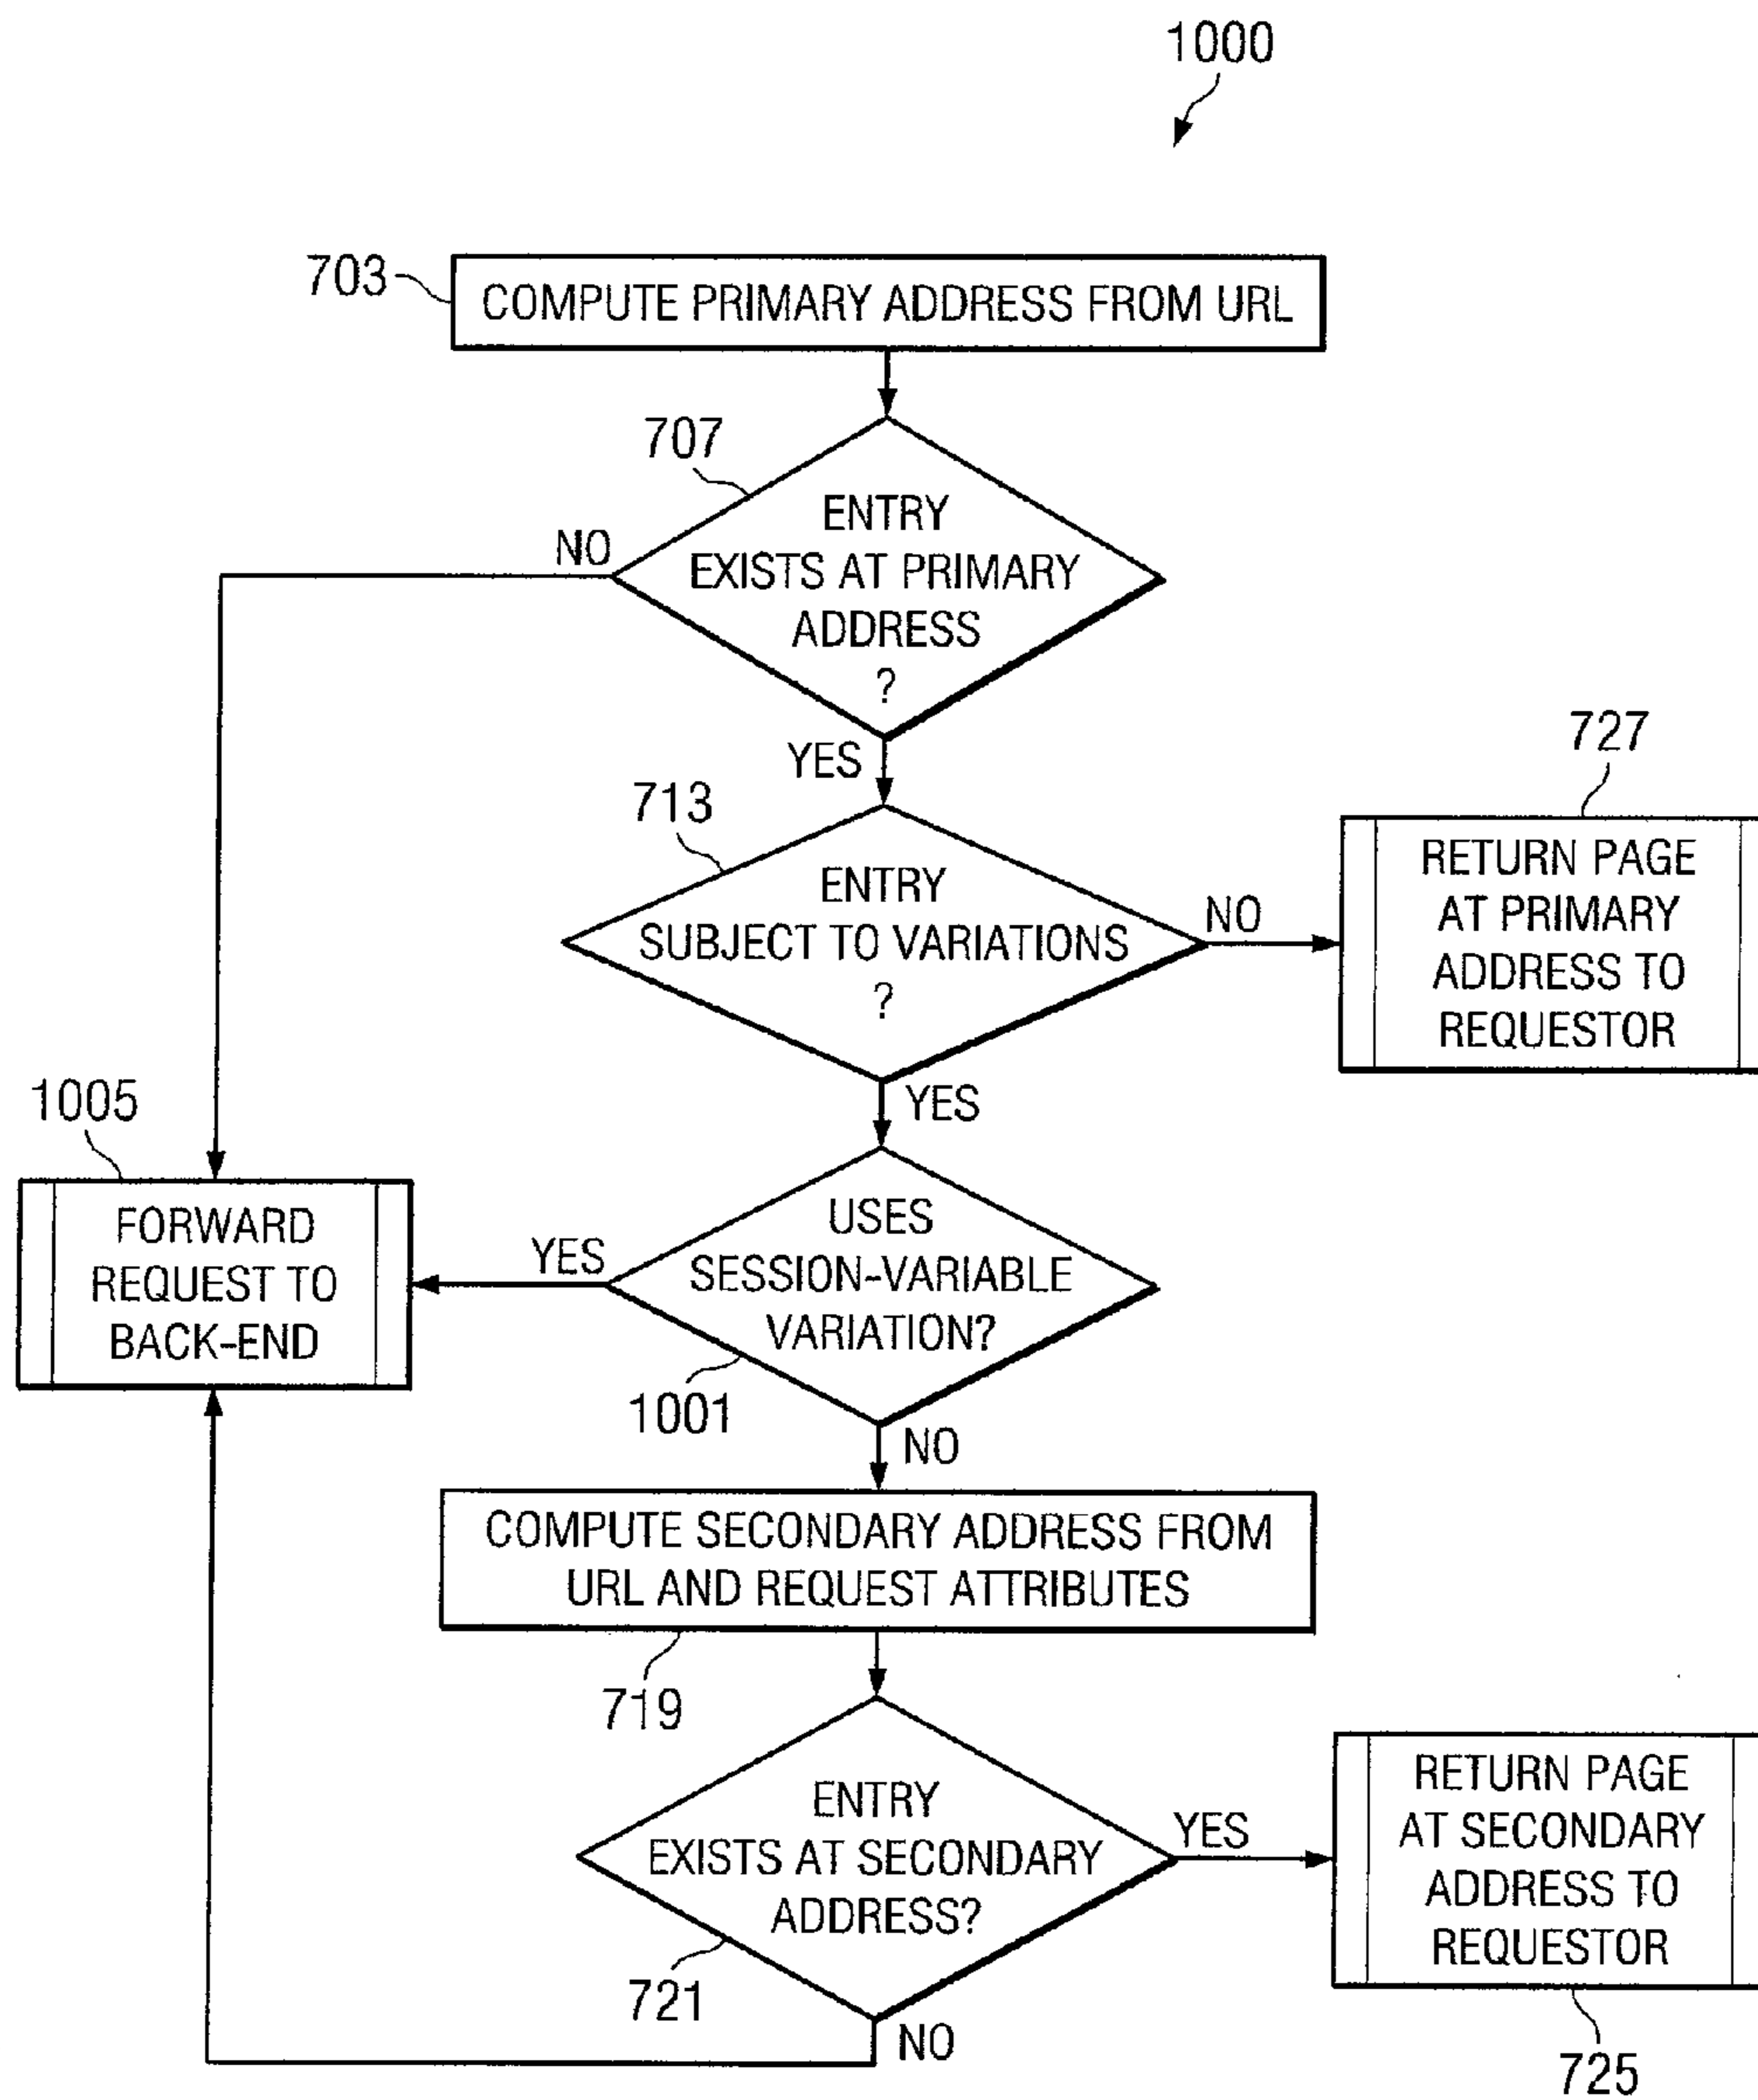 1000
703
COMPUTE PRIMARY ADDRESS FROM URL
707
ENTRY
EXISTS AT PRIMARY
ADDRESS
?
NO
YES
713
ENTRY
SUBJECT TO VARIATIONS
?
NO
727
RETURN PAGE
AT PRIMARY
ADDRESS TO
REQUESTOR
YES
1005
FORWARD
REQUEST TO
BACK-END
YES
USES
SESSION-VARIABLE
VARIATION?
1001
NO
COMPUTE SECONDARY ADDRESS FROM
URL AND REQUEST ATTRIBUTES
719
ENTRY
EXISTS AT SECONDARY
ADDRESS?
721
YES
RETURN PAGE
AT SECONDARY
ADDRESS TO
REQUESTOR
725
NO